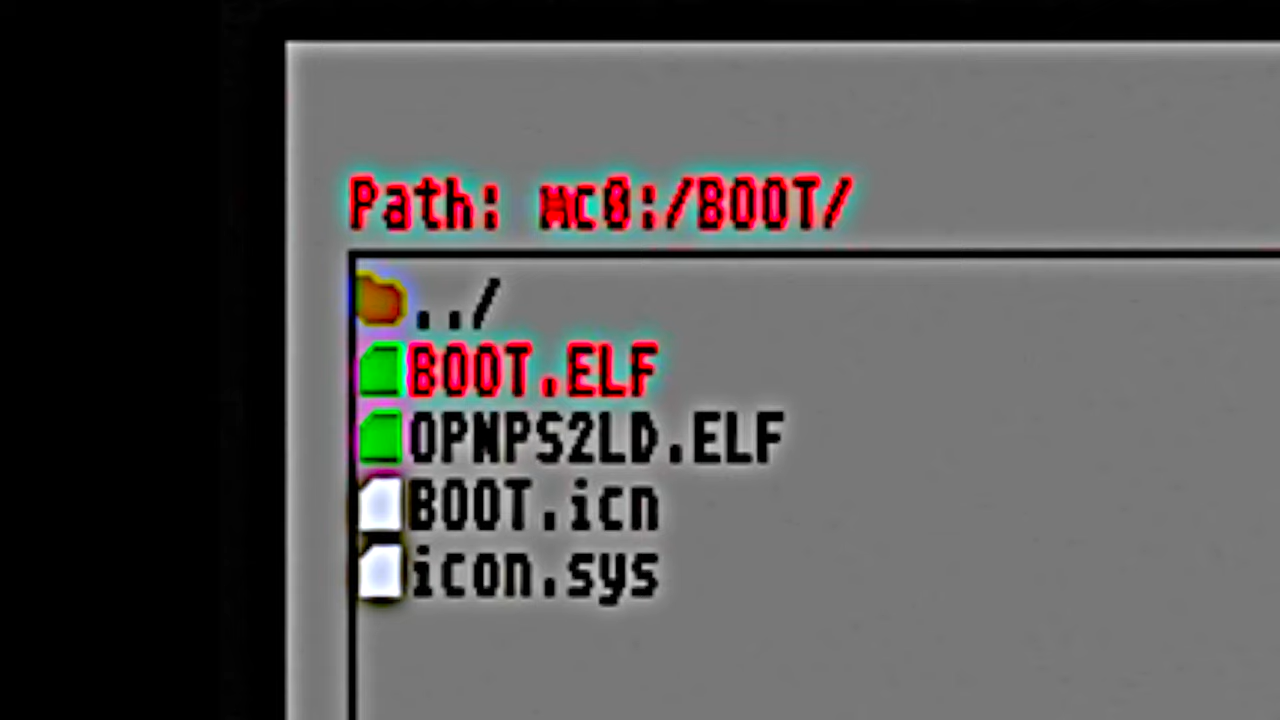 Path: mc0:/BOOT/
../
BOOT.ELF
OPNPS2LD.ELF
BOOT.icn
icon.sys